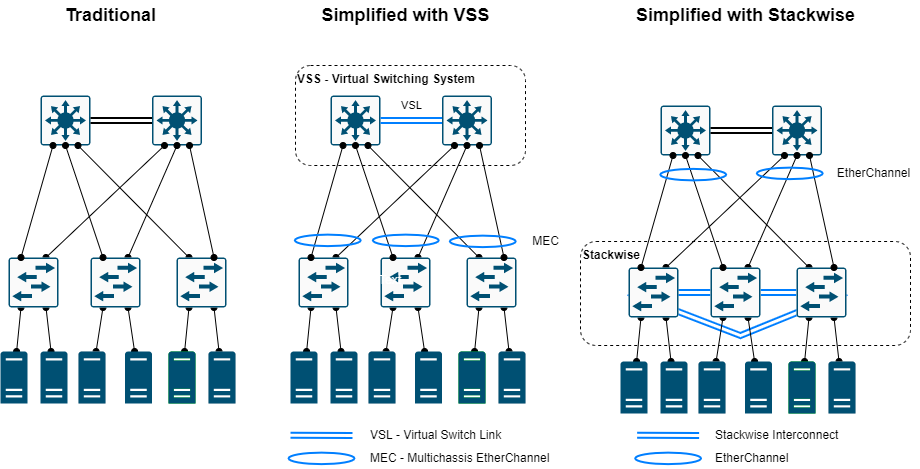 Traditional
Simplified with VSS
Simplified with Stackwise
VSS - Virtual Switching System
VSL
EtherChannel
MEC
Stackwise
VSL - Virtual Switch Link
MEC - Multichassis EtherChannel
Stackwise Interconnect
EtherChannel